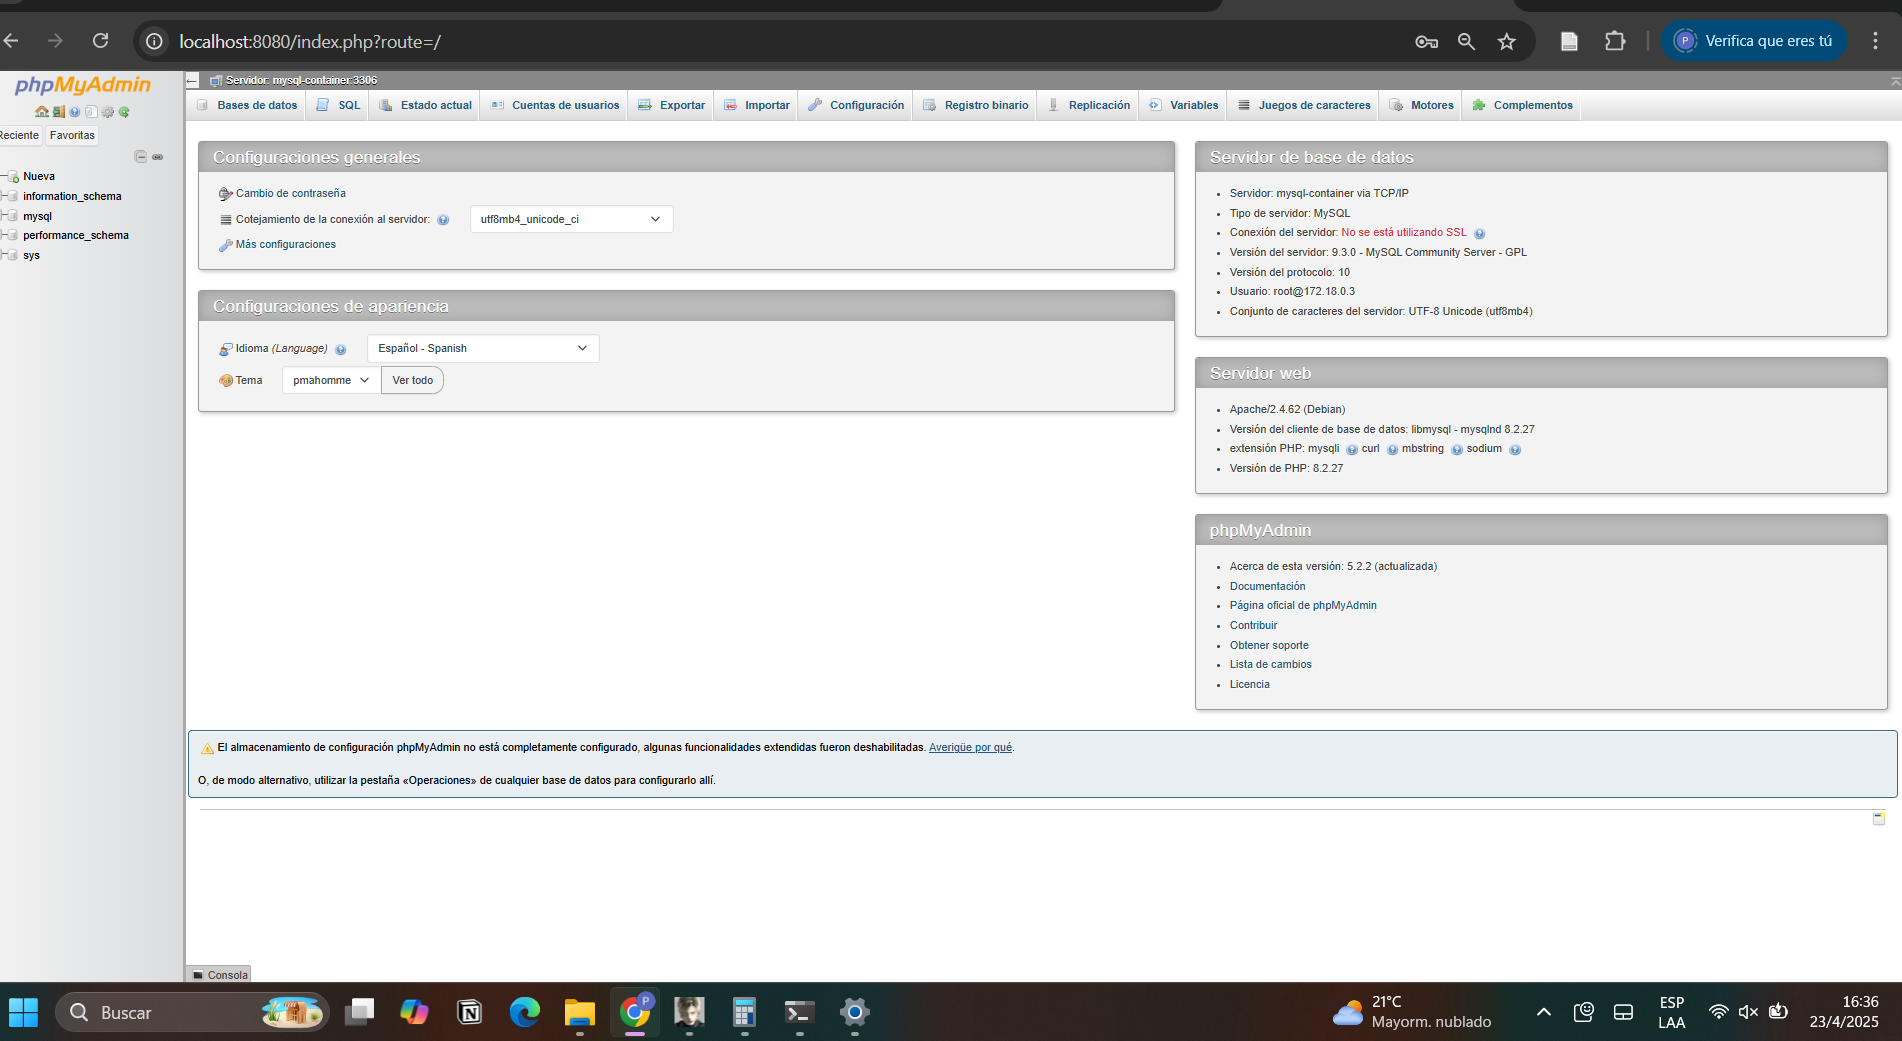 localhost:8080/index.php?route=/
Verifica que eres tú
phpMyAdmin
Reciente
Favoritas
Nueva
information_schema
mysql
performance_schema
sys
Servidor: mysql-container:3306
Bases de datos
SQL
Estado actual
Cuentas de usuarios
Exportar
Importar
Configuración
Registro binario
Replicación
Variables
Juegos de caracteres
Motores
Complementos
Configuraciones generales
Cambio de contraseña
Cotejamiento de la conexión al servidor:
utf8mb4_unicode_ci
Más configuraciones
Configuraciones de apariencia
Idioma (Language)
Español - Spanish
Tema
pmahomme
Ver todo
Servidor de base de datos
Servidor: mysql-container via TCP/IP
Tipo de servidor: MySQL
Conexión del servidor: No se está utilizando SSL
Versión del servidor: 9.3.0 - MySQL Community Server - GPL
Versión del protocolo: 10
Usuario: root@172.18.0.3
Conjunto de caracteres del servidor: UTF-8 Unicode (utf8mb4)
Servidor web
Apache/2.4.62 (Debian)
Versión del cliente de base de datos: libmysql - mysqlnd 8.2.27
extensión PHP: mysqli curl mbstring sodium
Versión de PHP: 8.2.27
phpMyAdmin
Acerca de esta versión: 5.2.2 (actualizada)
Documentación
Página oficial de phpMyAdmin
Contribuir
Obtener soporte
Lista de cambios
Licencia
El almacenamiento de configuración phpMyAdmin no está completamente configurado, algunas funcionalidades extendidas fueron deshabilitadas. Averigüe por qué.
O, de modo alternativo, utilizar la pestaña «Operaciones» de cualquier base de datos para configurarlo allí.
Consola
Buscar
21°C
Mayorm. nublado
ESP
LAA
16:36
23/4/2025